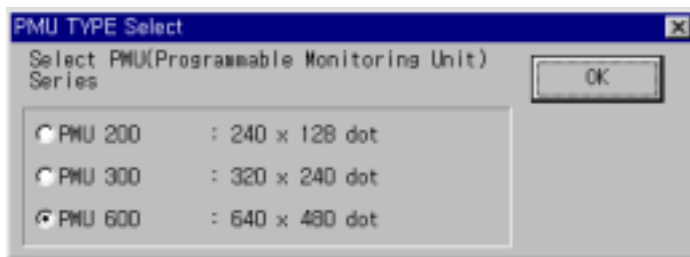 PMU TYPE Select
Select PMU(Programmable Monitoring Unit)
Series
OK
PMU 200 : 240 x 128 dot
PMU 300 : 320 x 240 dot
PMU 600 : 640 x 480 dot